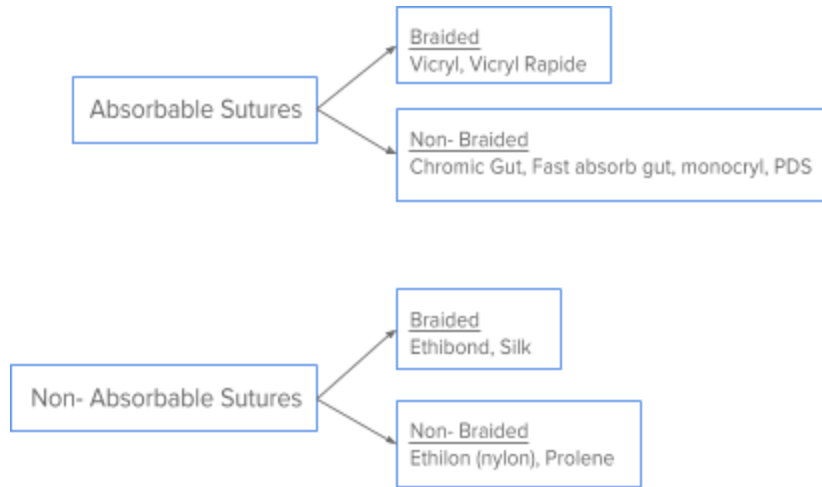 Absorbable Sutures
Braided
Vicryl, Vicryl Rapide
Non- Braided
Chromic Gut, Fast absorb gut, monocryl, PDS
Non- Absorbable Sutures
Braided
Ethibond, Silk
Non- Braided
Ethilon (nylon), Prolene